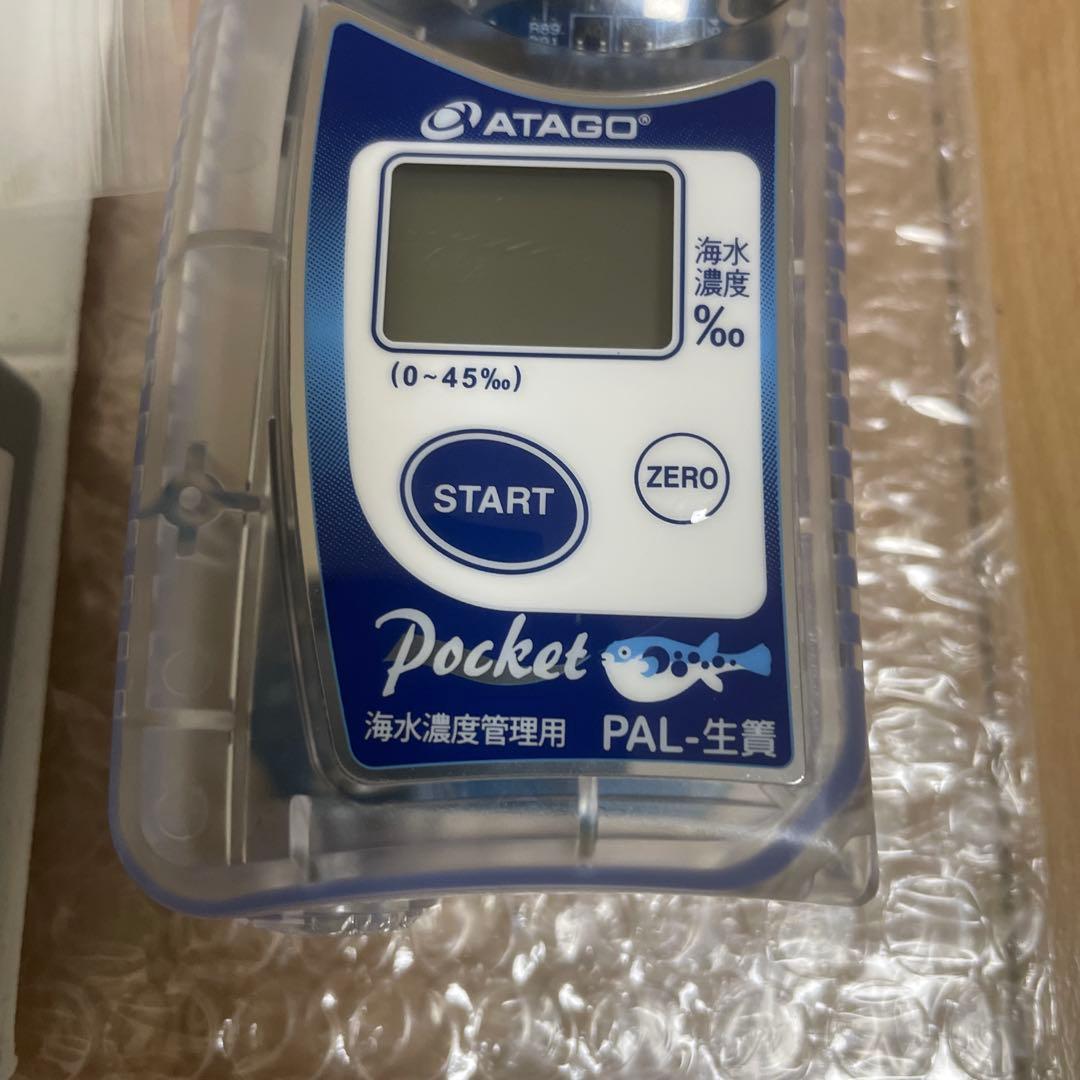 ATAGO®
海水
濃度
‰
(0~45‰)
START
ZERO
Pocket
海水濃度管理用 PAL-生簀